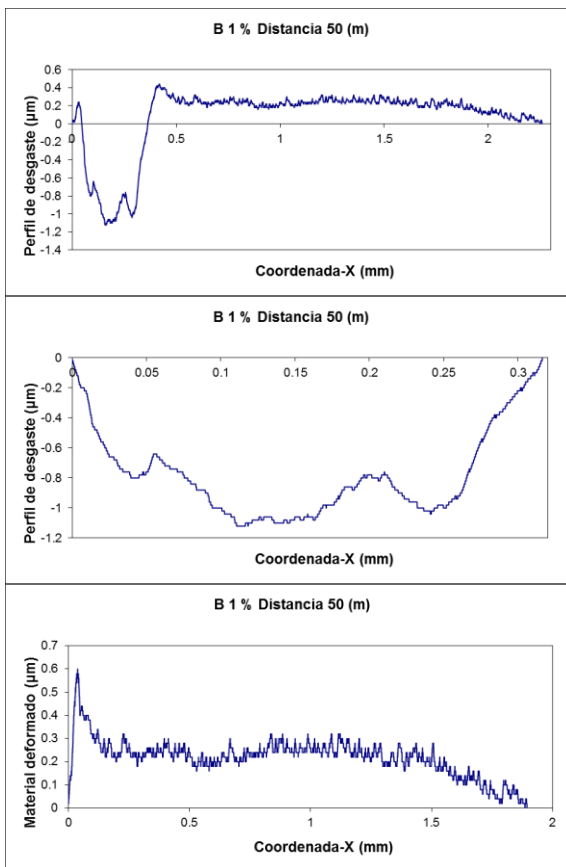 B 1 % Distancia 50 (m)
Perfil de desgaste (µm)
0.6
0.4
0.2
0
-0.2
-0.4
-0.6
-0.8
-1
-1.2
-1.4
0 0.5 1 1.5 2
Coordenada-X (mm)
B 1 % Distancia 50 (m)
Perfil de desgaste (µm)
0
-0.2
-0.4
-0.6
-0.8
-1
-1.2
0 0.05 0.1 0.15 0.2 0.25 0.3
Coordenada-X (mm)
B 1 % Distancia 50 (m)
Material deformado (µm)
0.7
0.6
0.5
0.4
0.3
0.2
0.1
0
0 0.5 1 1.5 2
Coordenada-X (mm)